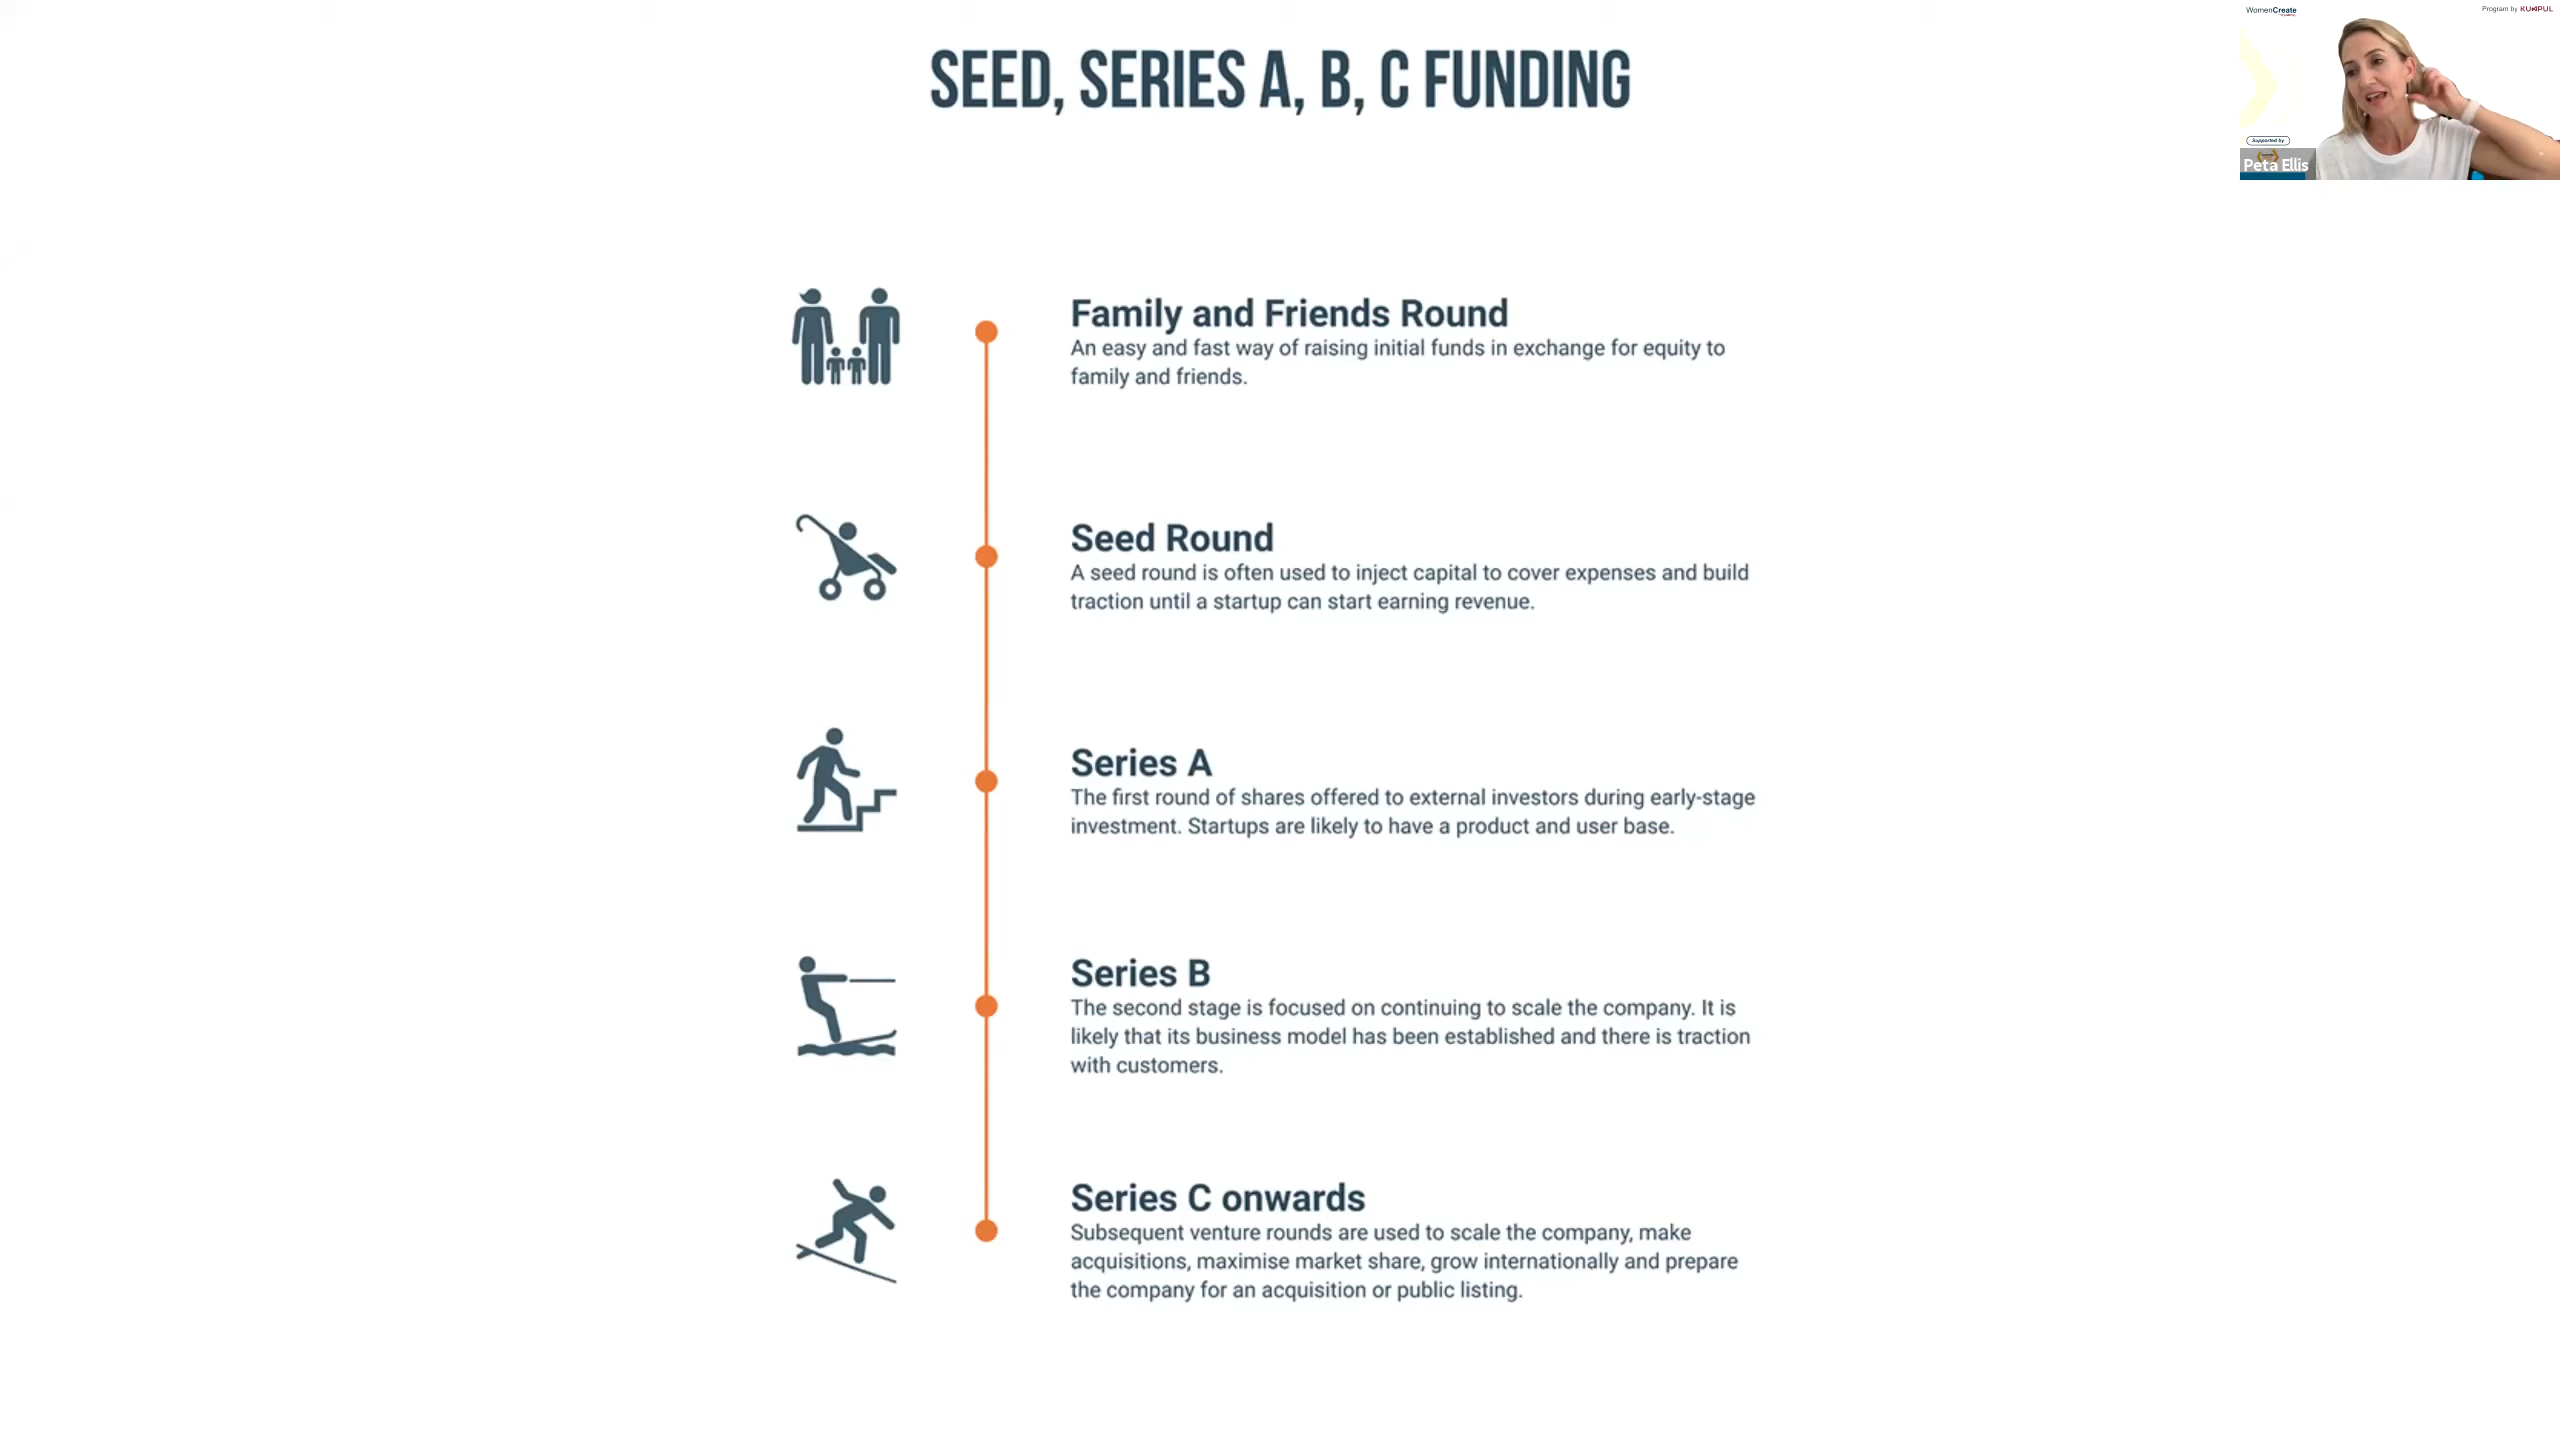 SEED, SERIES A, B, C FUNDING
WomenCreate
Program by KUMPUL
Supported by
Peta Ellis
Family and Friends Round
An easy and fast way of raising initial funds in exchange for equity to
family and friends.
Seed Round
A seed round is often used to inject capital to cover expenses and build
traction until a startup can start earning revenue.
Series A
The first round of shares offered to external investors during early-stage
investment. Startups are likely to have a product and user base.
Series B
The second stage is focused on continuing to scale the company. It is
likely that its business model has been established and there is traction
with customers.
Series C onwards
Subsequent venture rounds are used to scale the company, make
acquisitions, maximise market share, grow internationally and prepare
the company for an acquisition or public listing.